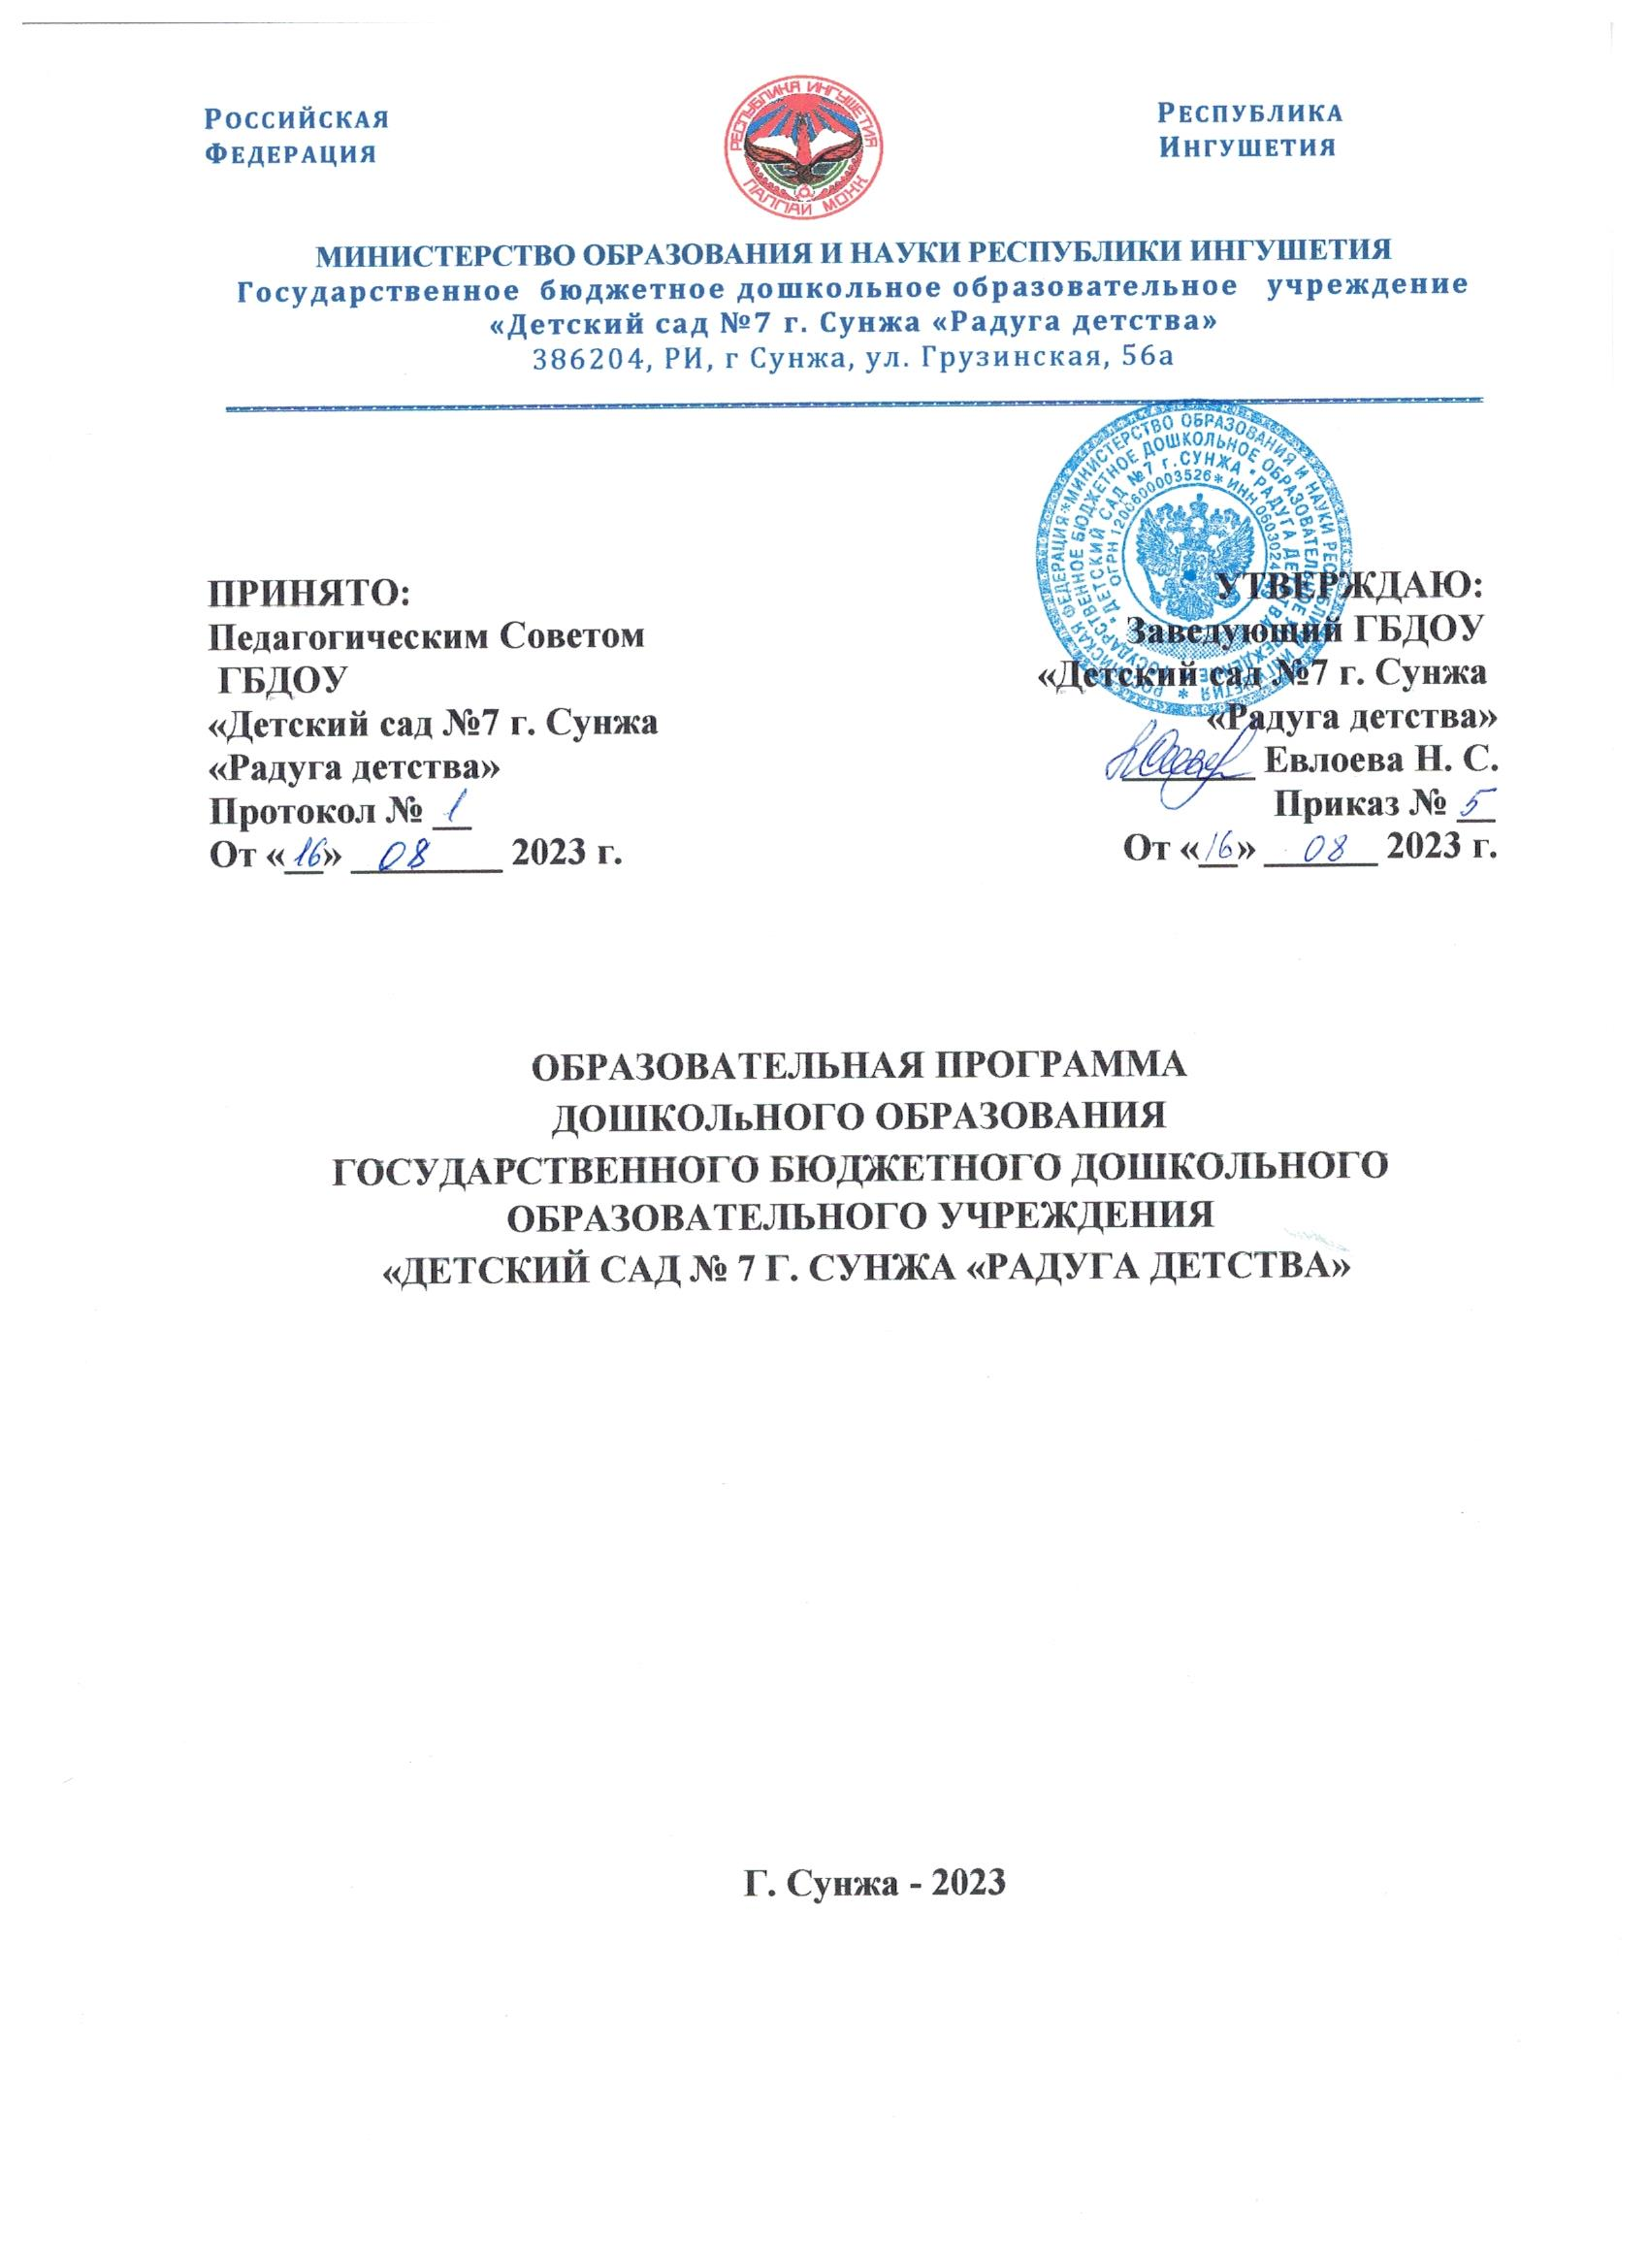 РОССИЙСКАЯ
ФЕДЕРАЦИЯ
РЕСПУБЛИКА ИНГУШЕТИЯ
ГIАЛГIАЙ МОХК
РЕСПУБЛИКА
ИНГУШЕТИЯ
МИНИСТЕРСТВО ОБРАЗОВАНИЯ И НАУКИ РЕСПУБЛИКИ ИНГУШЕТИЯ
Государственное бюджетное дошкольное образовательное учреждение
«Детский сад №7 г. Сунжа «Радуга детства»
386204, РИ, г Сунжа, ул. Грузинская, 56а
ПРИНЯТО:
Педагогическим Советом
ГБДОУ
«Детский сад №7 г. Сунжа
«Радуга детства»
Протокол № 1
От «16» 08 2023 г.
УТВЕРЖДАЮ:
Заведующий ГБДОУ
«Детский сад №7 г. Сунжа
«Радуга детства»
Евлоева Н. С.
Приказ № 5
От «16» 08 2023 г.
ОБРАЗОВАТЕЛЬНАЯ ПРОГРАММА
ДОШКОЛьНОГО ОБРАЗОВАНИЯ
ГОСУДАРСТВЕННОГО БЮДЖЕТНОГО ДОШКОЛЬНОГО
ОБРАЗОВАТЕЛЬНОГО УЧРЕЖДЕНИЯ
«ДЕТСКИЙ САД № 7 Г. СУНЖА «РАДУГА ДЕТСТВА»
Г. Сунжа - 2023